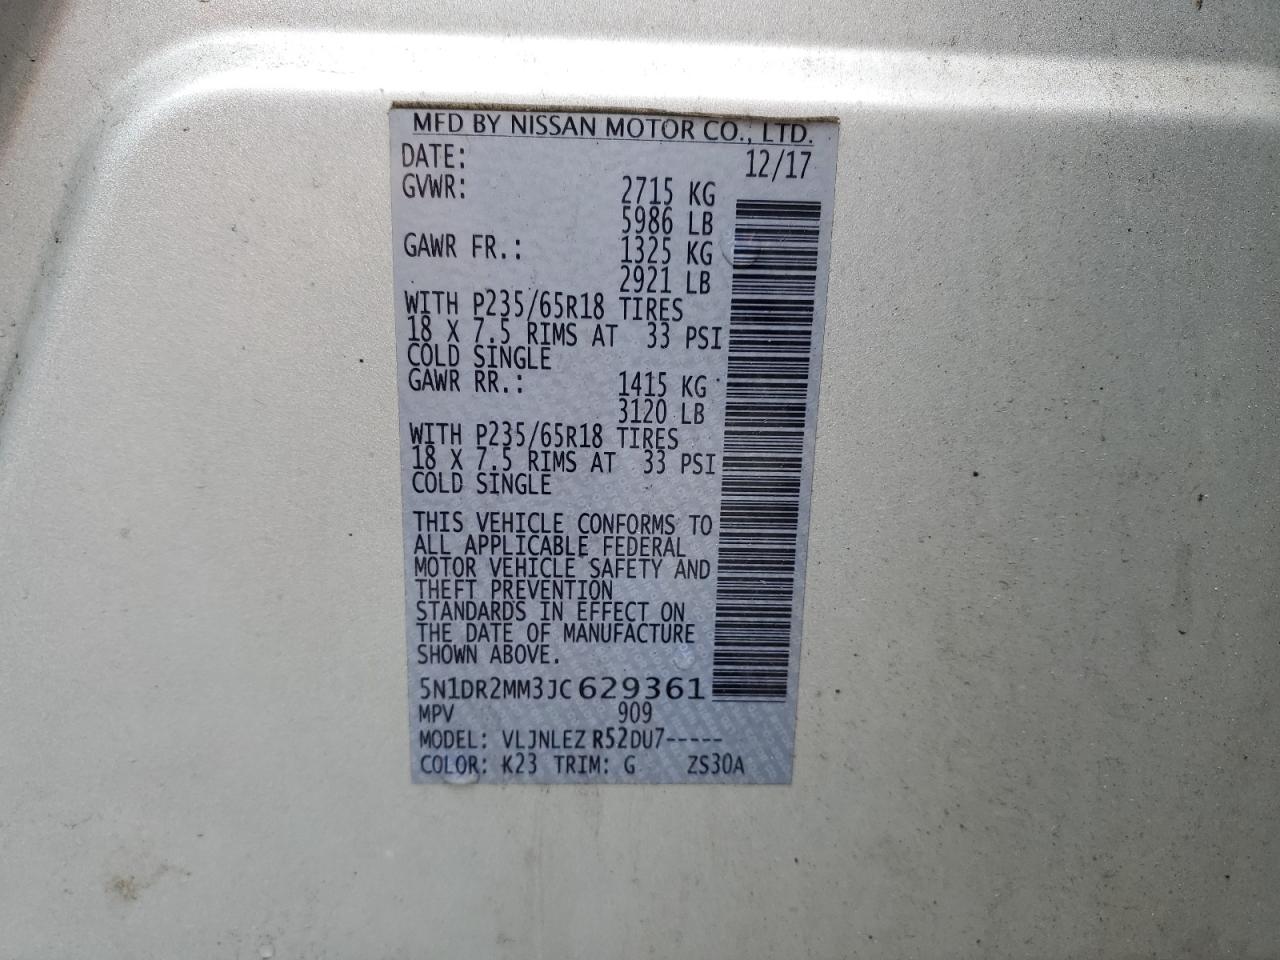 MFD BY NISSAN MOTOR CO., LTD.
DATE: 12/17
GVWR: 2715 KG
5986 LB
GAWR FR.: 1325 KG
2921 LB
WITH P235/65R18 TIRES
18 X 7.5 RIMS AT 33 PSI
COLD SINGLE
GAWR RR.: 1415 KG
3120 LB
WITH P235/65R18 TIRES
18 X 7.5 RIMS AT 33 PSI
COLD SINGLE
THIS VEHICLE CONFORMS TO
ALL APPLICABLE FEDERAL
MOTOR VEHICLE SAFETY AND
THEFT PREVENTION
STANDARDS IN EFFECT ON
THE DATE OF MANUFACTURE
SHOWN ABOVE.
5N1DR2MM3JC629361
MPV 909
MODEL: VLJNLEZ R52DU7-----
COLOR: K23 TRIM: G ZS30A